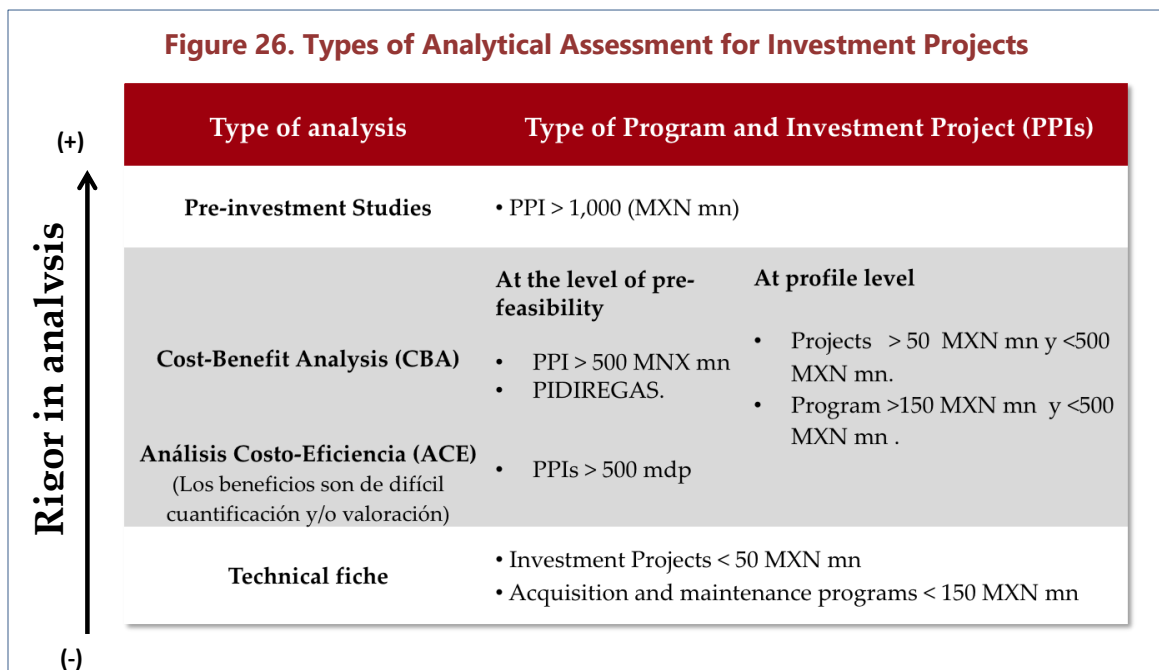 Figure 26. Types of Analytical Assessment for Investment Projects
Type of analysis
Type of Program and Investment Project (PPIs)
(+)
Rigor in analysis
(-)
Pre-investment Studies
• PPI > 1,000 (MXN mn)
Cost-Benefit Analysis (CBA)
At the level of pre-
feasibility
• PPI > 500 MNX mn
• PIDIREGAS.
At profile level
• Projects > 50 MXN mn y <500
MXN mn.
• Program >150 MXN mn y <500
MXN mn .
Análisis Costo-Eficiencia (ACE)
(Los beneficios son de difícil
cuantificación y/o valoración)
• PPIs > 500 mdp
Technical fiche
• Investment Projects < 50 MXN mn
• Acquisition and maintenance programs < 150 MXN mn